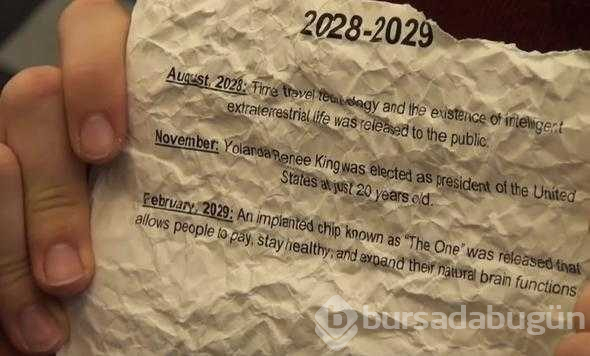 2028-2029
August, 2028: Time travel technology and the existence of intelligent
extraterrestrial life was released to the public.
November: Yolanda Renee King was elected as president of the United
States at just 20 years old.
February, 2029: An implanted chip known as "The One" was released that
allows people to pay, stay healthy, and expand their natural brain functions
bursadabugün